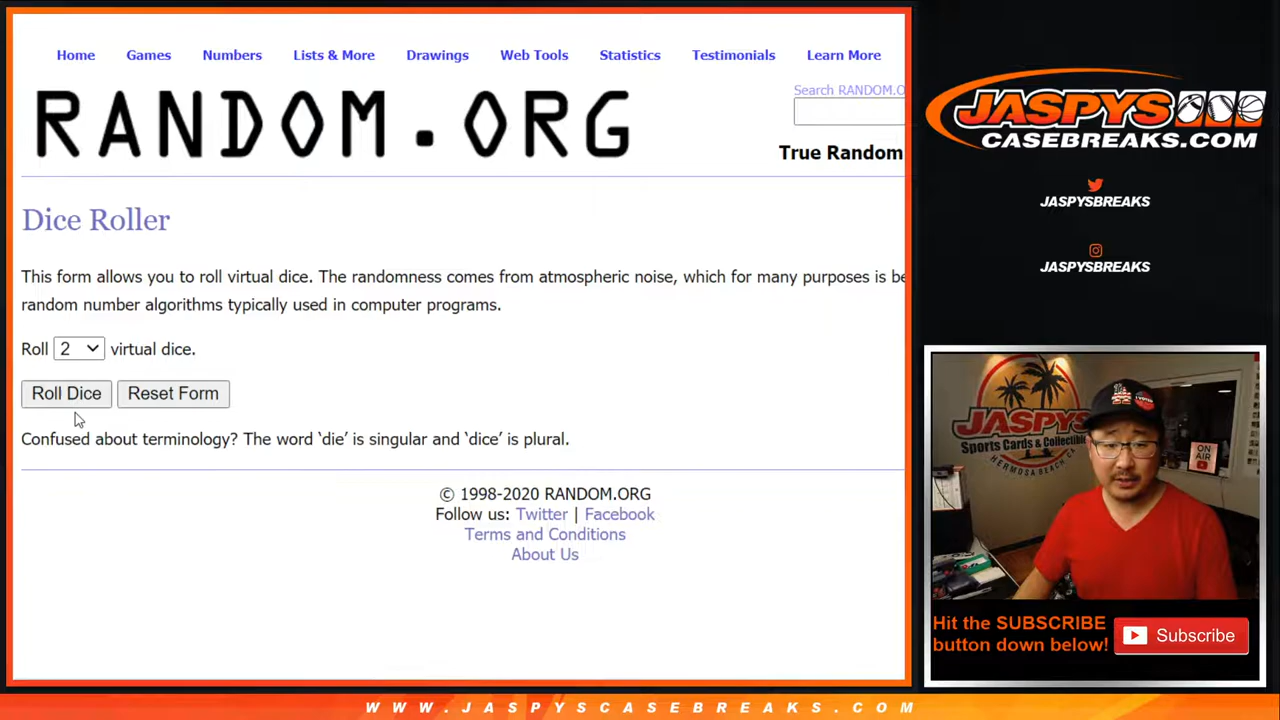 Home Games Numbers Lists & More Drawings Web Tools Statistics Testimonials Learn More
RANDOM.ORG
Search RANDOM.O
True Random
Dice Roller
This form allows you to roll virtual dice. The randomness comes from atmospheric noise, which for many purposes is be
random number algorithms typically used in computer programs.
Roll 2 virtual dice.
Roll Dice Reset Form
Confused about terminology? The word ‘die’ is singular and ‘dice’ is plural.
© 1998-2020 RANDOM.ORG
Follow us: Twitter | Facebook
Terms and Conditions
About Us
JASPYS
CASEBREAKS.COM
JASPYSBREAKS
JASPYSBREAKS
JASPYS
Sports Cards & Collectibles
HERMOSA BEACH CA
ON
AIR
Hit the SUBSCRIBE
button down below!
Subscribe
WWW.JASPYSCASEBREAKS.COM